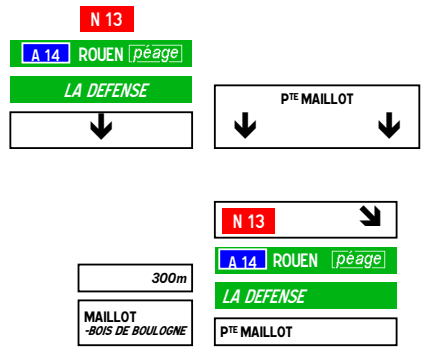 N 13
A 14 ROUEN péage
LA DEFENSE
PTE MAILLOT
N 13
A 14 ROUEN péage
LA DEFENSE
PTE MAILLOT
300m
MAILLOT
-BOIS DE BOULOGNE